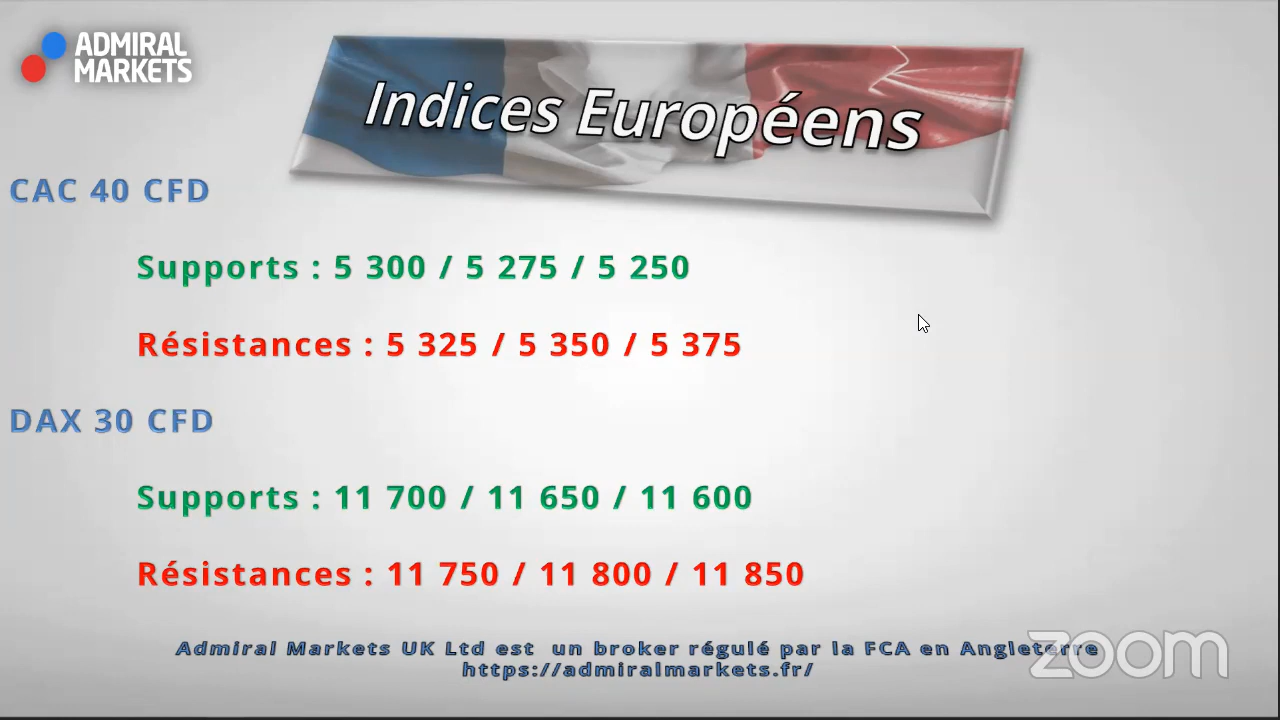 ADMIRAL
MARKETS
Indices Européens
CAC 40 CFD
Supports : 5 300 / 5 275 / 5 250
Résistances : 5 325 / 5 350 / 5 375
DAX 30 CFD
Supports : 11 700 / 11 650 / 11 600
Résistances : 11 750 / 11 800 / 11 850
Admiral Markets UK Ltd est un broker régulé par la FCA en Angleterre
https://admiralmarkets.fr/
zoom